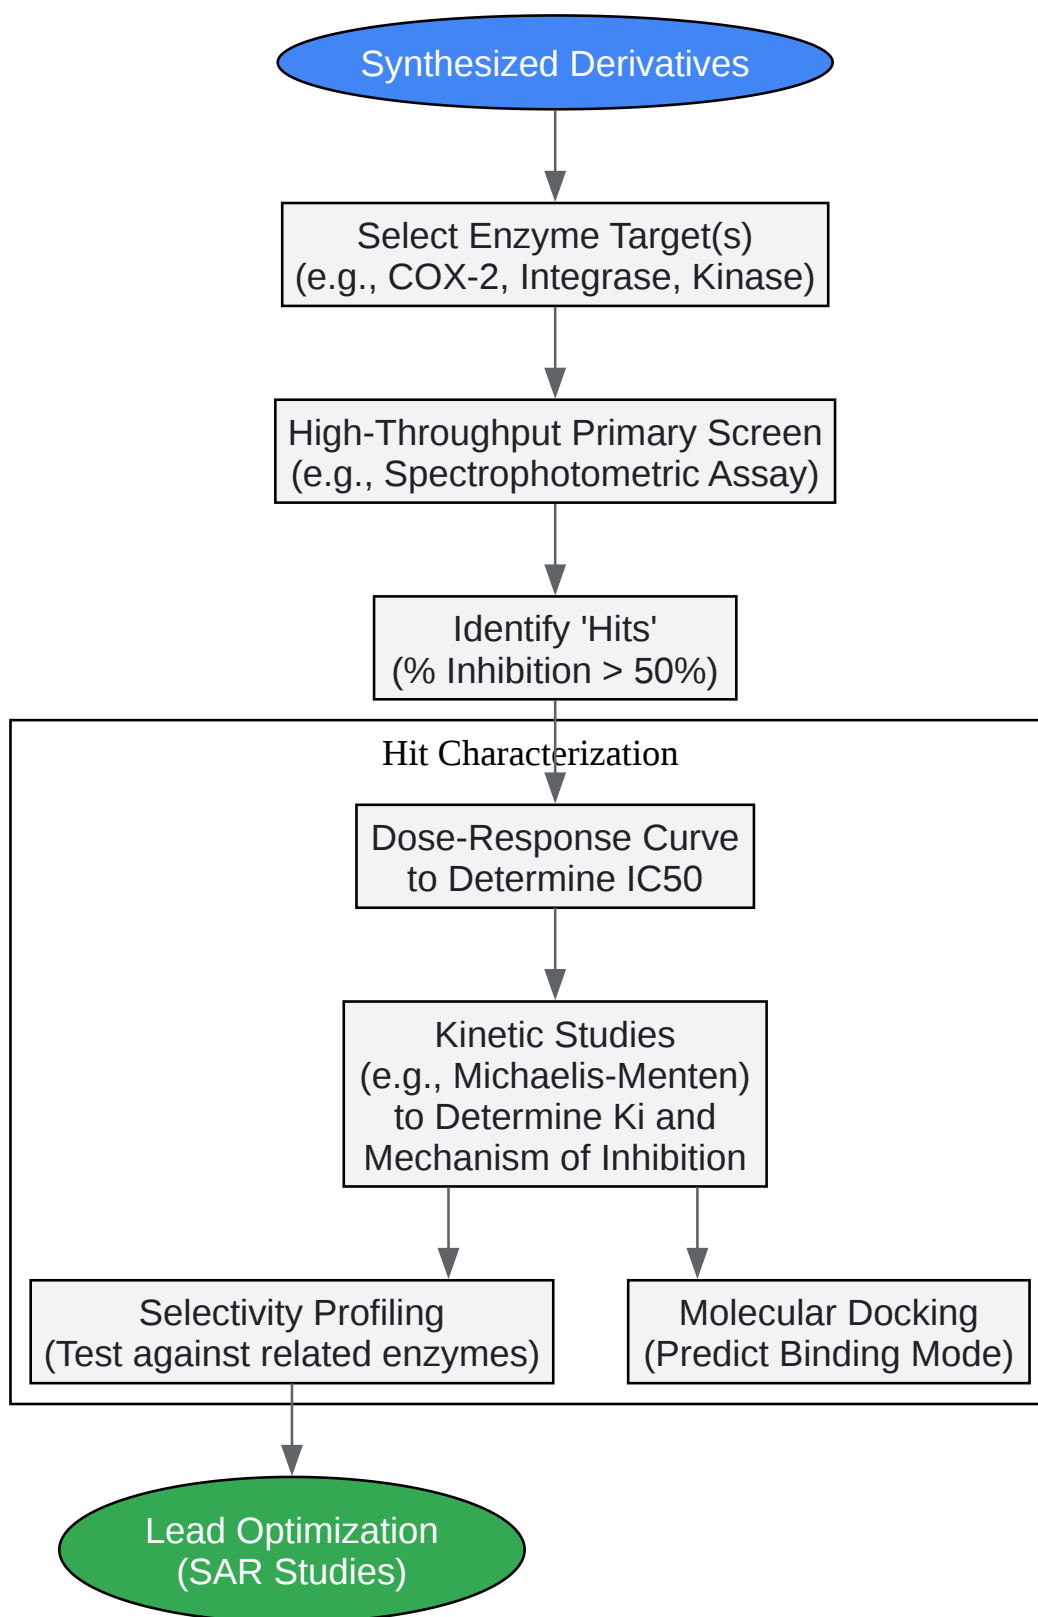 Synthesized Derivatives
Select Enzyme Target(s)
(e.g., COX-2, Integrase, Kinase)
High-Throughput Primary Screen
(e.g., Spectrophotometric Assay)
Identify 'Hits'
(% Inhibition > 50%)
Hit Characterization
Dose-Response Curve
to Determine IC50
Kinetic Studies
(e.g., Michaelis-Menten)
to Determine Ki and
Mechanism of Inhibition
Selectivity Profiling
(Test against related enzymes)
Molecular Docking
(Predict Binding Mode)
Lead Optimization
(SAR Studies)